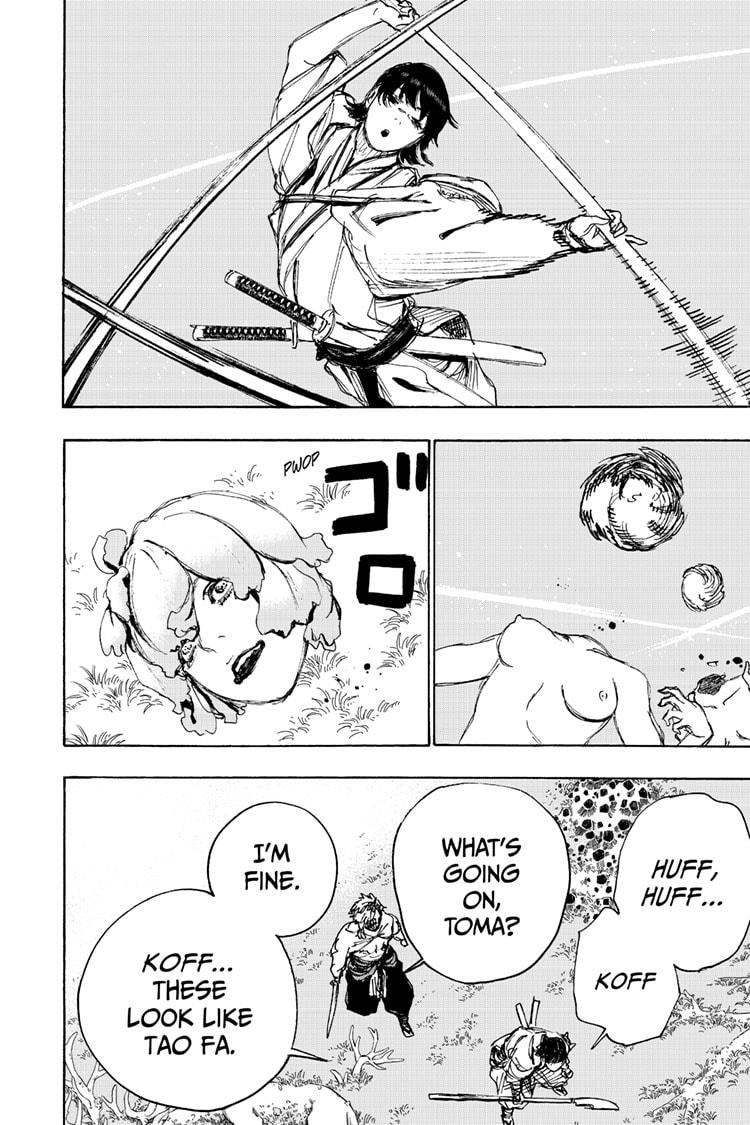 ゴロ
PWOP
HUFF,
HUFF...
KOFF
WHAT'S
GOING
ON,
TOMA?
I'M
FINE.
KOFF...
THESE
LOOK LIKE
TAO FA.